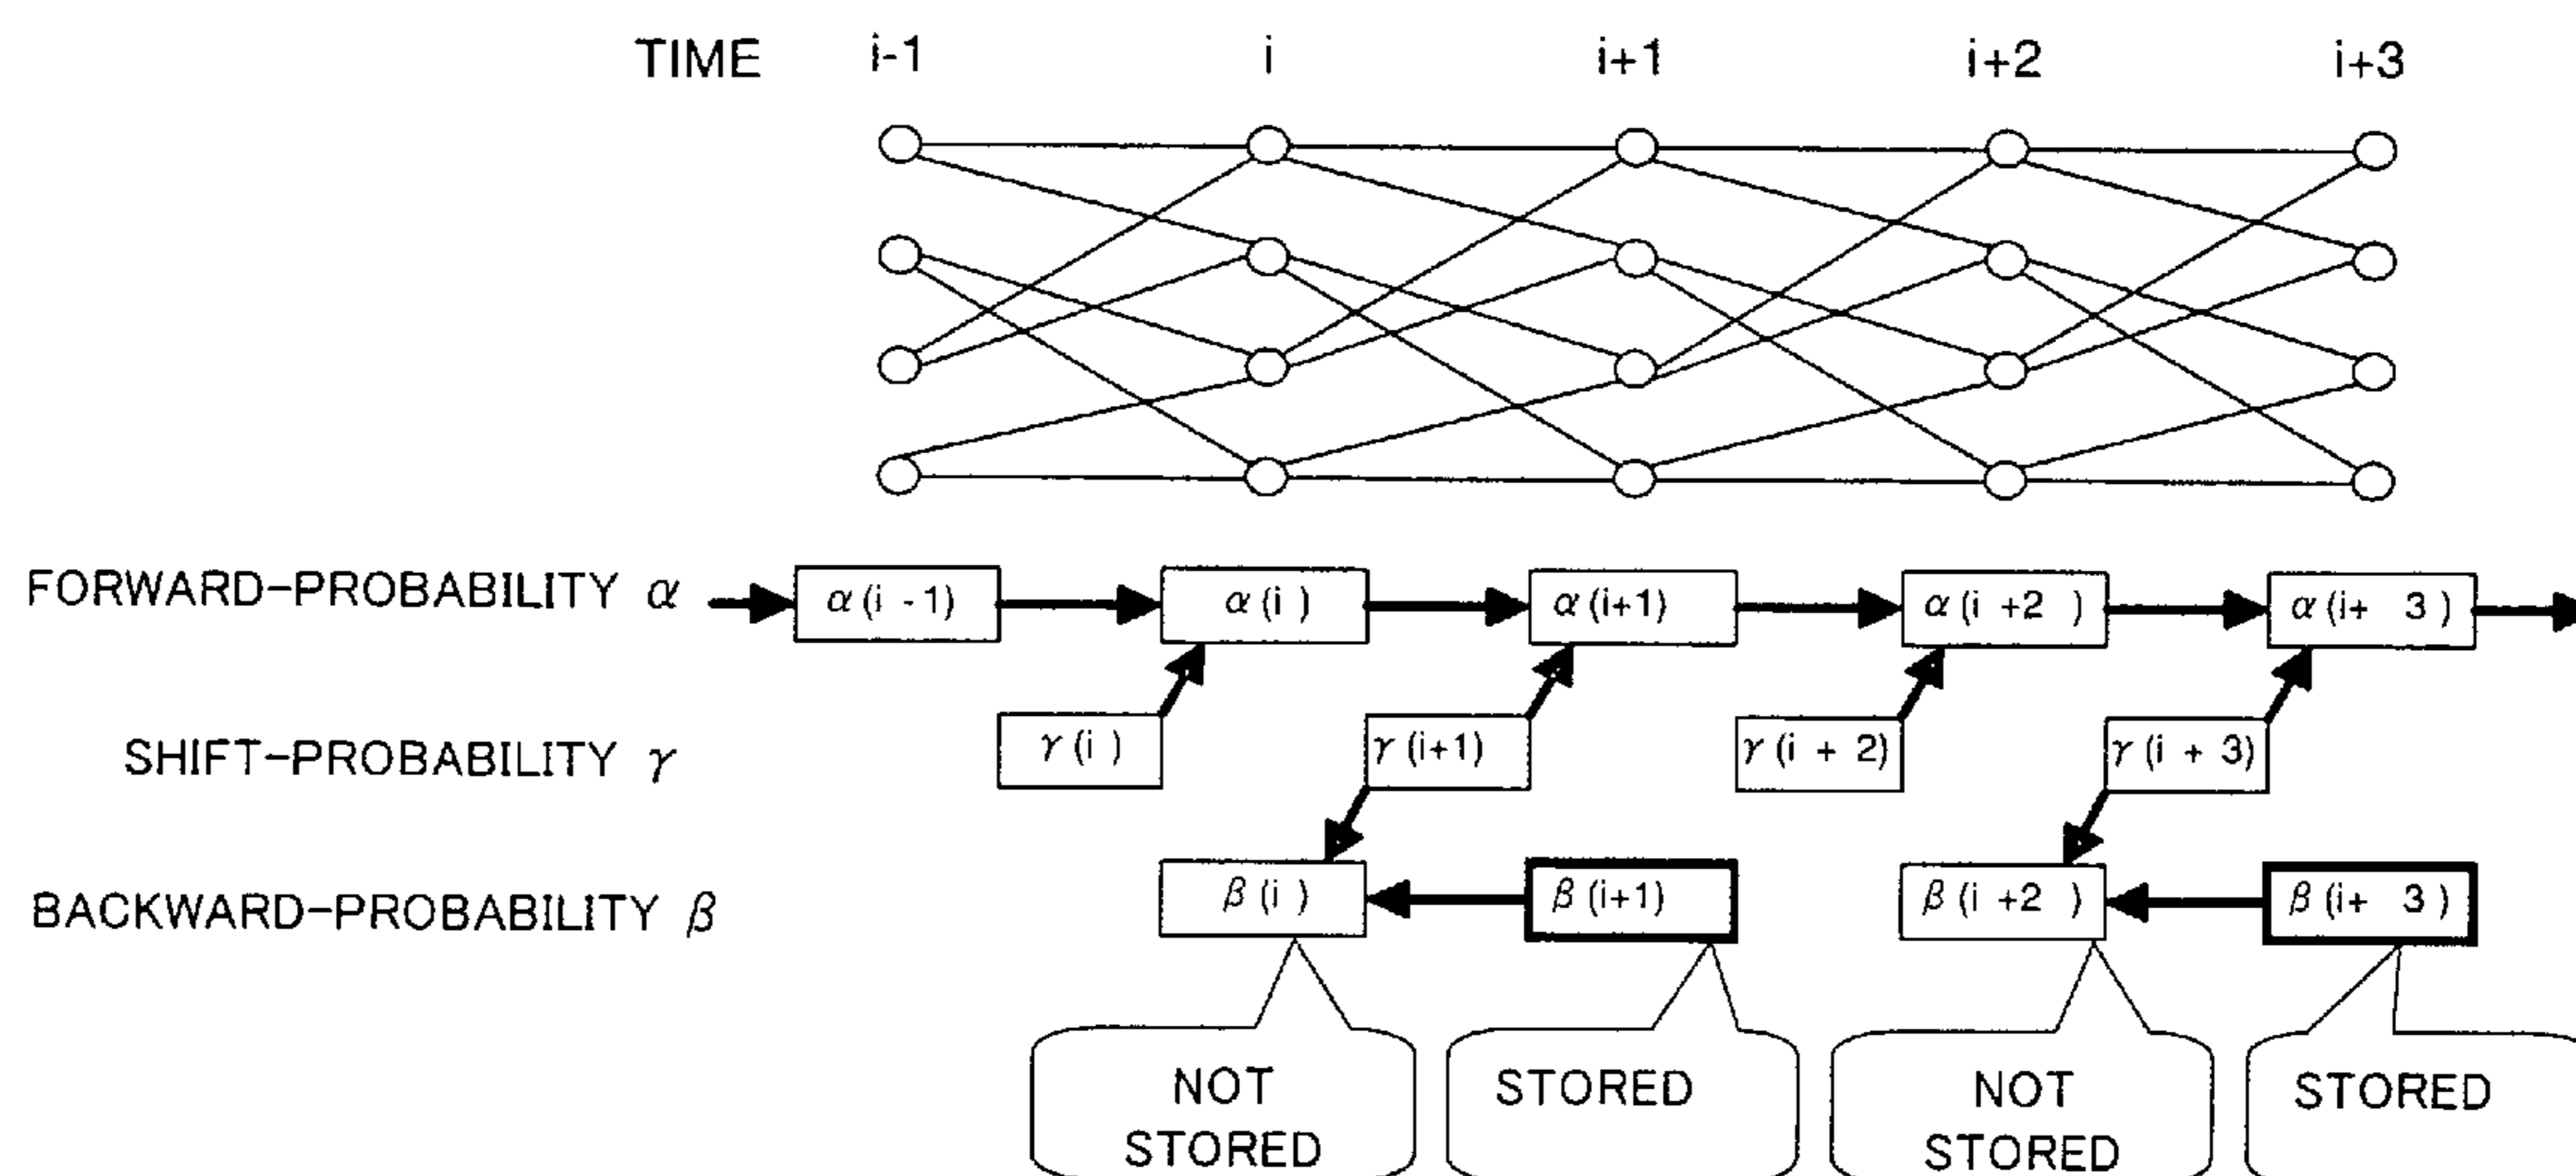 TIME i-1 i i+1 i+2 i+3
FORWARD-PROBABILITY α α (i -1) α (i ) α (i+1) α (i +2 ) α (i+ 3 )
SHIFT-PROBABILITY γ γ (i ) γ (i+1) γ (i + 2) γ (i + 3)
BACKWARD-PROBABILITY β β (i ) β (i+1) β (i +2 ) β (i+ 3 )
NOT STORED NOT STORED
STORED STORED